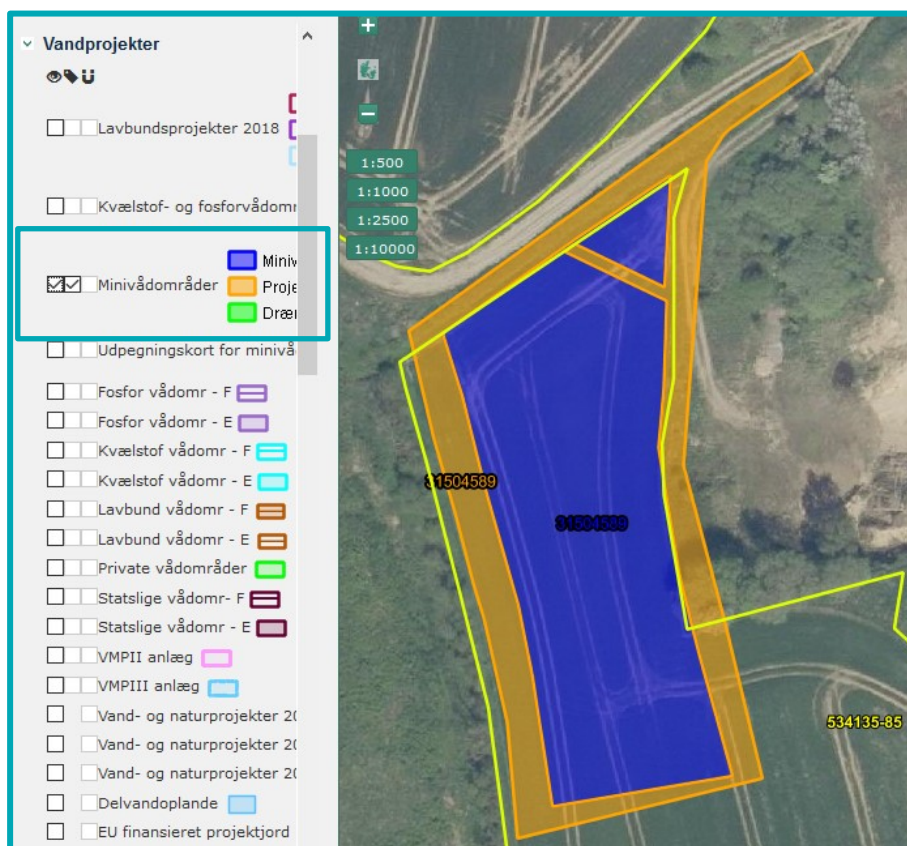 Vandprojekter
Lavbundsprojekter 2018
Kvælstof- og fosforvådomr
Miniv
Minivådområder
Proje
Dræn
Udpegningskort for minivå
Fosfor vådomr - F
Fosfor vådomr - E
Kvælstof vådomr - F
Kvælstof vådomr - E
Lavbund vådomr - F
Lavbund vådomr - E
Private vådområder
Statslige vådomr- F
Statslige vådomr - E
VMPII anlæg
VMPIII anlæg
Vand- og naturprojekter 20
Vand- og naturprojekter 20
Vand- og naturprojekter 20
Delvandoplande
EU finansieret projektjord
1:500
1:1000
1:2500
1:10000
31504589
31504589
534135-85